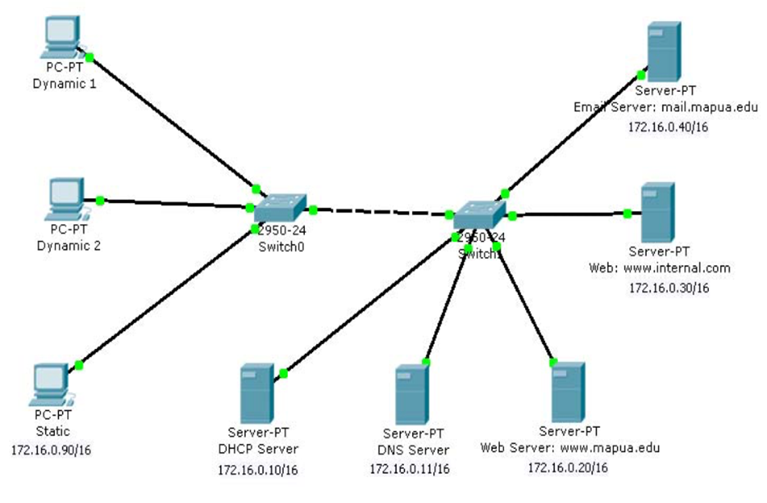 PC-PT
Dynamic 1
PC-PT
Dynamic 2
PC-PT
Static
172.16.0.90/16
2950-24
Switch0
2950-24
Switch1
Server-PT
Email Server: mail.mapua.edu
172.16.0.40/16
Server-PT
Web: www.internal.com
172.16.0.30/16
Server-PT
DHCP Server
172.16.0.10/16
Server-PT
DNS Server
172.16.0.11/16
Server-PT
Web Server: www.mapua.edu
172.16.0.20/16